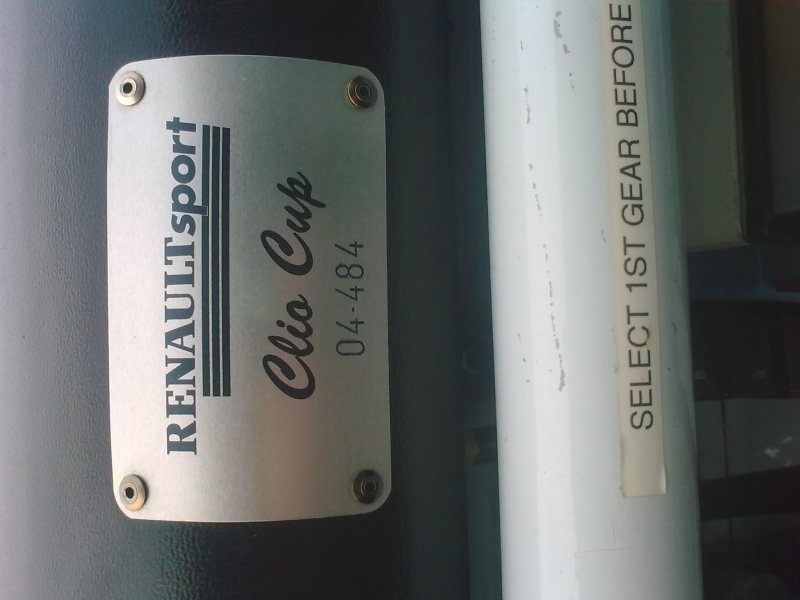 RENAULTsport
Clio Cup
04-484
SELECT 1ST GEAR BEFORE